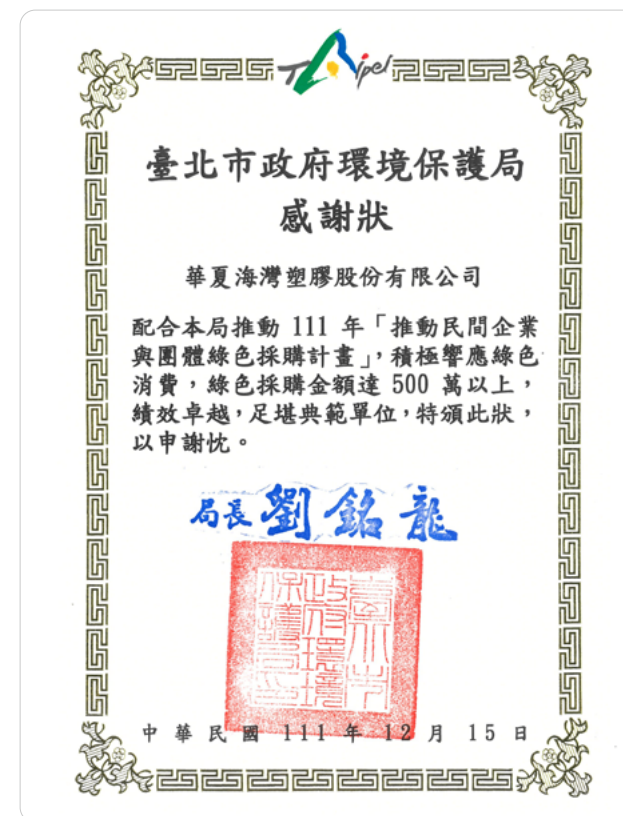 Taipei
臺北市政府環境保護局
感謝狀
華夏海灣塑膠股份有限公司
配合本局推動 111 年「推動民間企業
與團體綠色採購計畫」，積極響應綠色
消費，綠色採購金額達 500 萬以上，
績效卓越，足堪典範單位，特頒此狀，
以申謝忱。
局長 劉銘龍
臺北市
政府環境
保護局印
中華民國 111 年 12 月 15 日